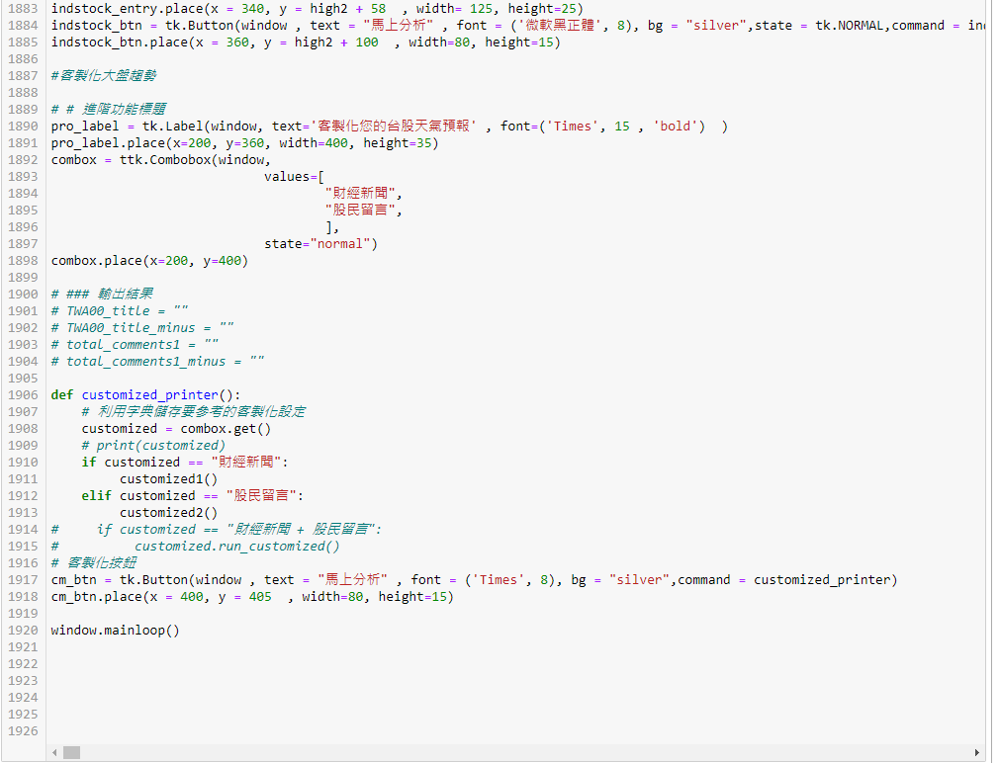 1883 indstock_entry.place(x = 340, y = high2 + 58  , width= 125, height=25)
1884 indstock_btn = tk.Button(window , text = "馬上分析" , font = ('微軟黑正體', 8), bg = "silver",state = tk.NORMAL,command = in
1885 indstock_btn.place(x = 360, y = high2 + 100  , width=80, height=15)
1886
1887 #客製化大盤趨勢
1888
1889 # # 進階功能標題
1890 pro_label = tk.Label(window, text='客製化您的台股天氣預報' , font=('Times', 15 , 'bold')  )
1891 pro_label.place(x=200, y=360, width=400, height=35)
1892 combox = ttk.Combobox(window,
1893                             values=[
1894                                     "財經新聞",
1895                                     "股民留言",
1896                                     ],
1897                             state="normal")
1898 combox.place(x=200, y=400)
1899
1900 # ### 輸出結果
1901 # TWA00_title = ""
1902 # TWA00_title_minus = ""
1903 # total_comments1 = ""
1904 # total_comments1_minus = ""
1905
1906 def customized_printer():
1907     # 利用字典儲存要參考的客製化設定
1908     customized = combox.get()
1909     # print(customized)
1910     if customized == "財經新聞":
1911          customized1()
1912     elif customized == "股民留言":
1913          customized2()
1914 #     if customized == "財經新聞 + 股民留言":
1915 #          customized.run_customized()
1916 # 客製化按鈕
1917 cm_btn = tk.Button(window , text = "馬上分析" , font = ('Times', 8), bg = "silver",command = customized_printer)
1918 cm_btn.place(x = 400, y = 405  , width=80, height=15)
1919
1920 window.mainloop()
1921
1922
1923
1924
1925
1926